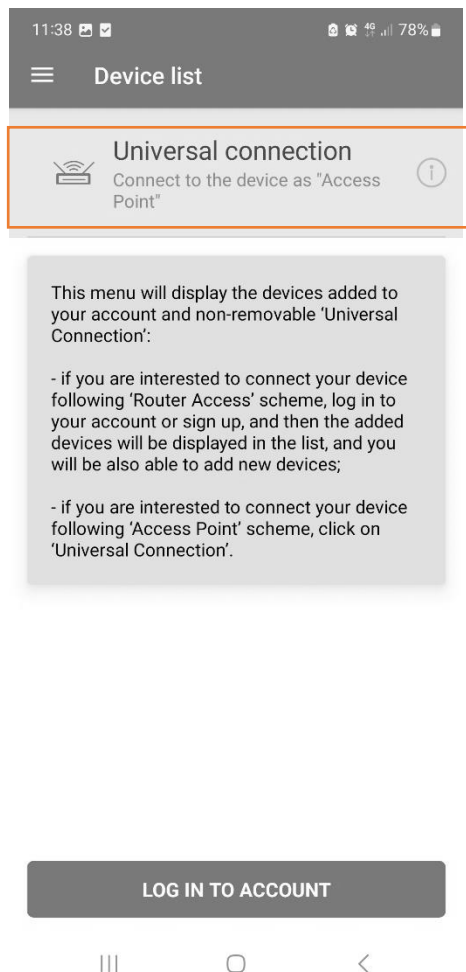 11:38
4G
78%
Device list
Universal connection
Connect to the device as "Access
Point"
This menu will display the devices added to
your account and non-removable ‘Universal
Connection’:
- if you are interested to connect your device
following ‘Router Access’ scheme, log in to
your account or sign up, and then the added
devices will be displayed in the list, and you
will be also able to add new devices;
- if you are interested to connect your device
following ‘Access Point’ scheme, click on
‘Universal Connection’.
LOG IN TO ACCOUNT